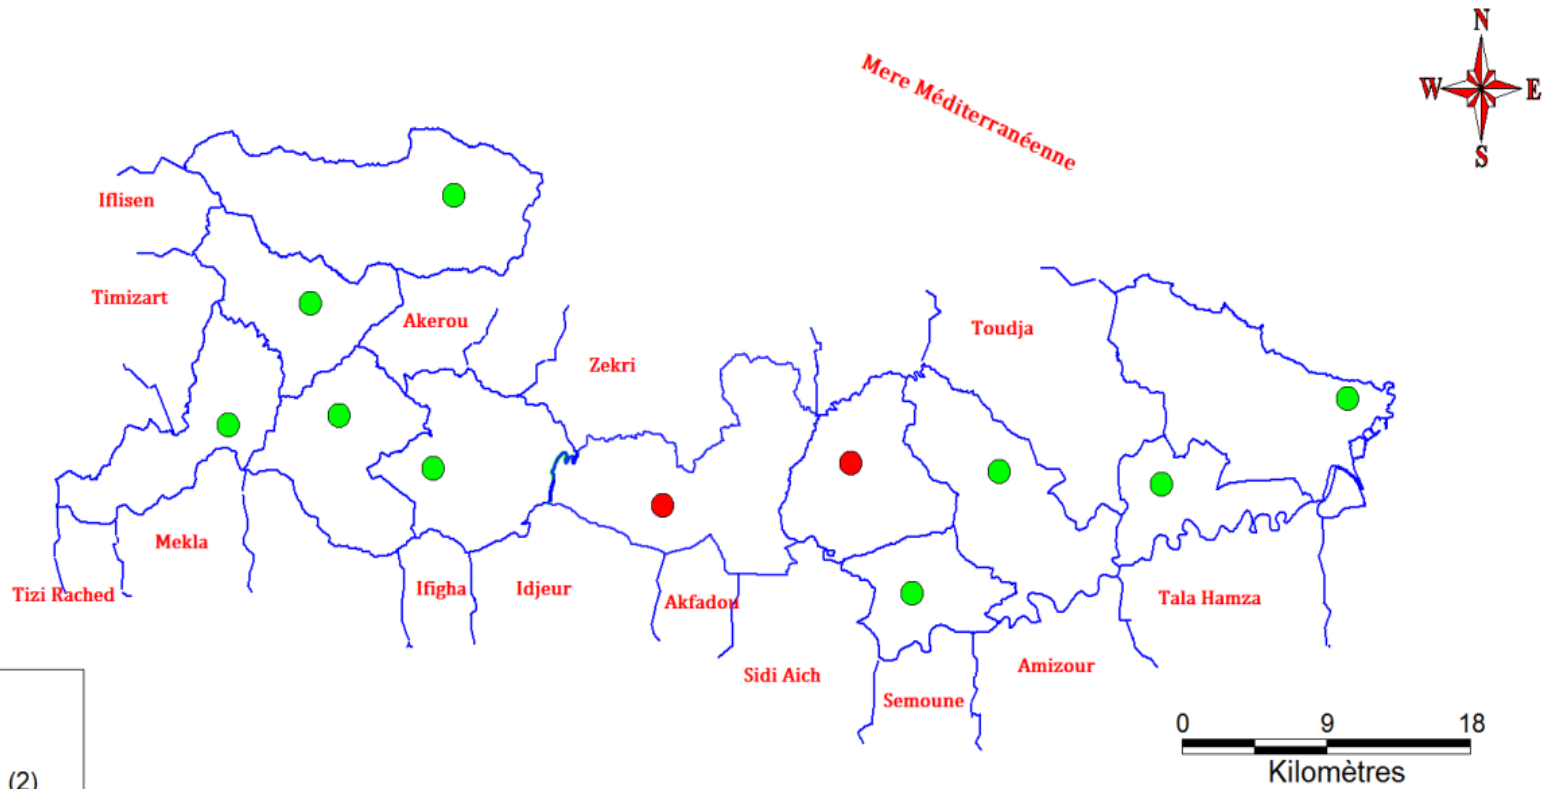 N
Mere Méditerranéenne
W
E
S
Iflisen
Timizart
Akerou
Toudja
Zekri
Mekla
Tizi Rached
Ifigha
Idjeur
Akfadou
Tala Hamza
Sidi Aich
Amizour
Semoune
0 9 18
Kilomètres
(2)